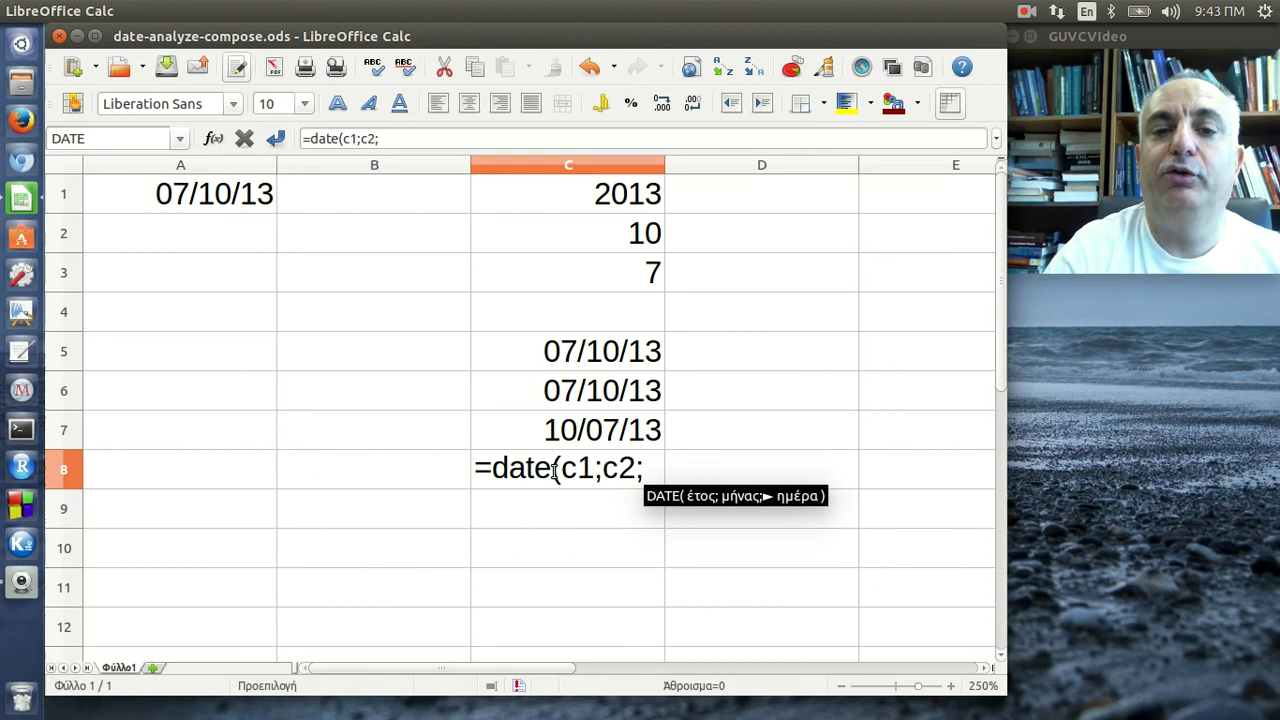 LibreOffice Calc
En
9:43 ΠΜ
date-analyze-compose.ods - LibreOffice Calc
GUVCVideo
Liberation Sans
10
DATE
=date(c1;c2;
A
B
C
D
E
1
07/10/13
2013
2
10
3
7
4
5
07/10/13
6
07/10/13
7
10/07/13
8
=date(c1;c2;
DATE( έτος; μήνας;► ημέρα )
9
10
11
12
Φύλλο1
Φύλλο 1 / 1
Προεπιλογή
Άθροισμα=0
250%